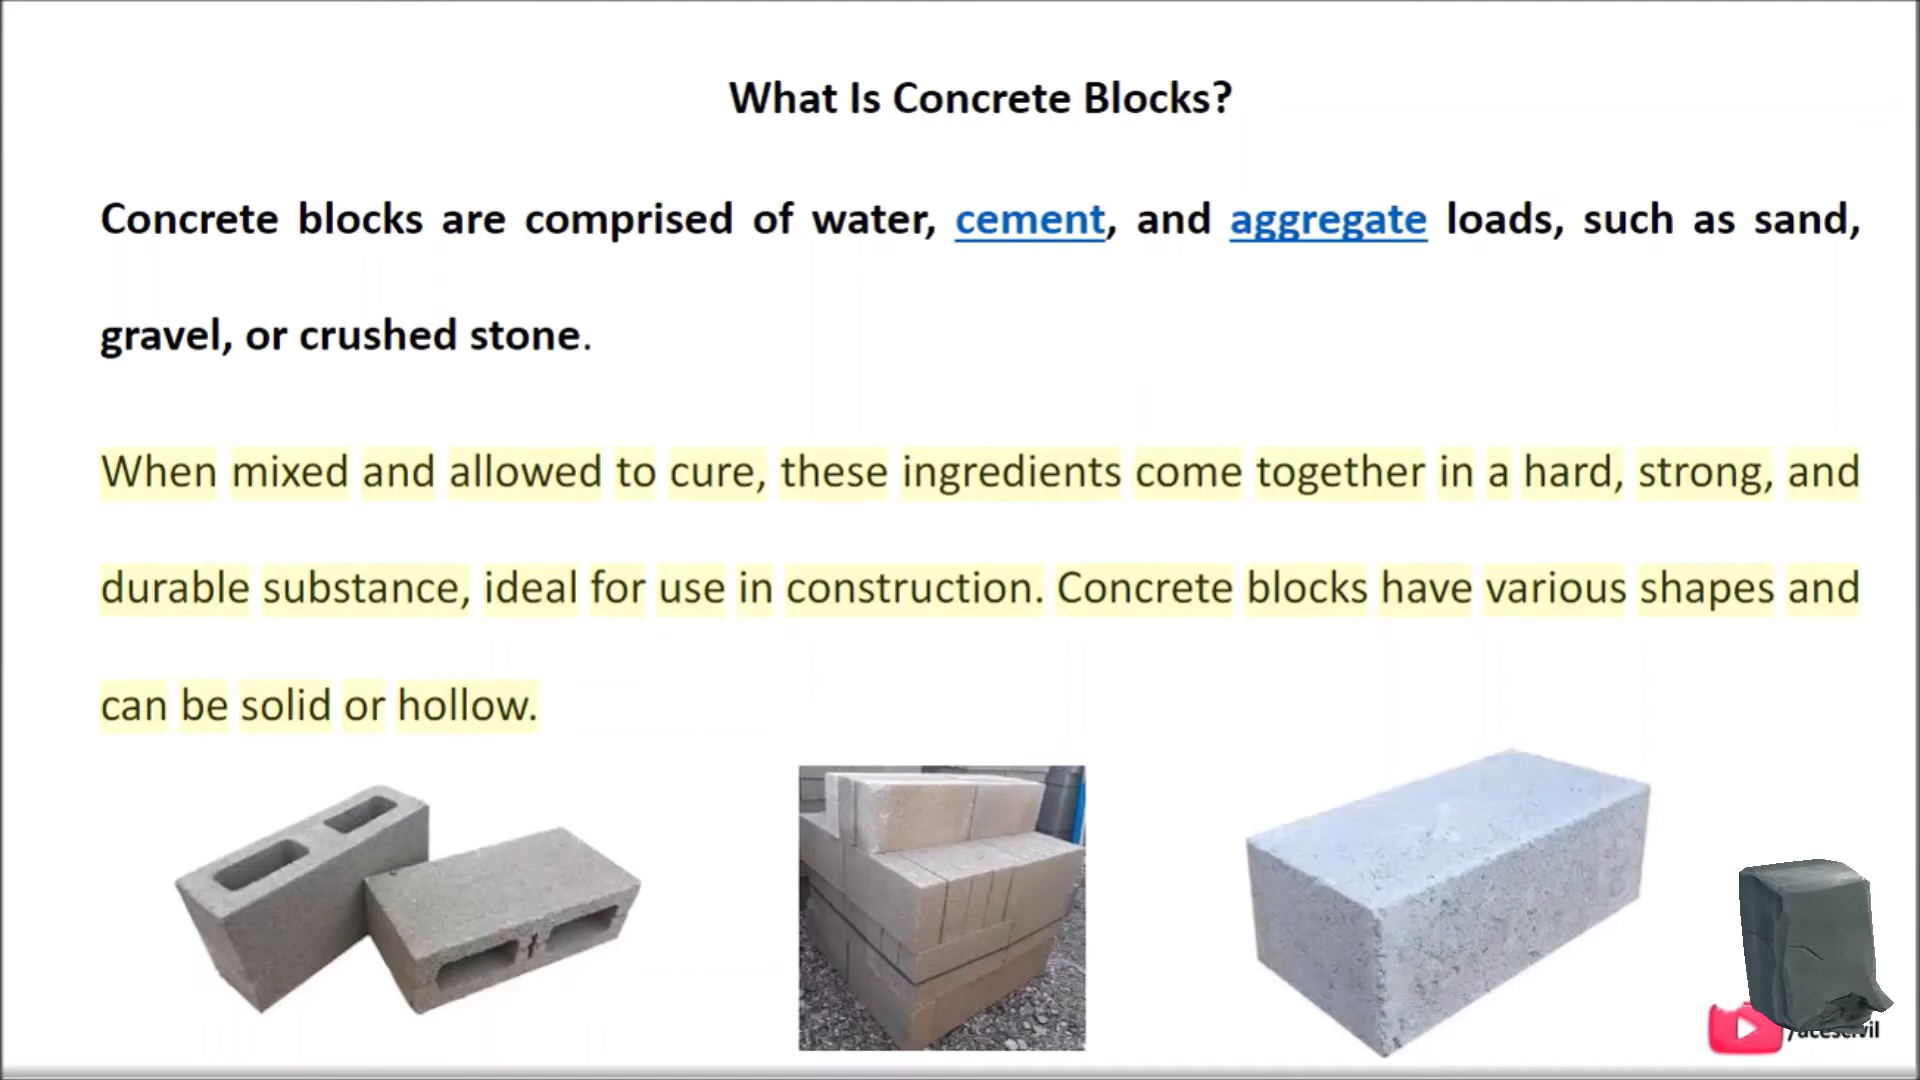 What Is Concrete Blocks?
Concrete blocks are comprised of water, cement, and aggregate loads, such as sand,
gravel, or crushed stone.
When mixed and allowed to cure, these ingredients come together in a hard, strong, and
durable substance, ideal for use in construction. Concrete blocks have various shapes and
can be solid or hollow.